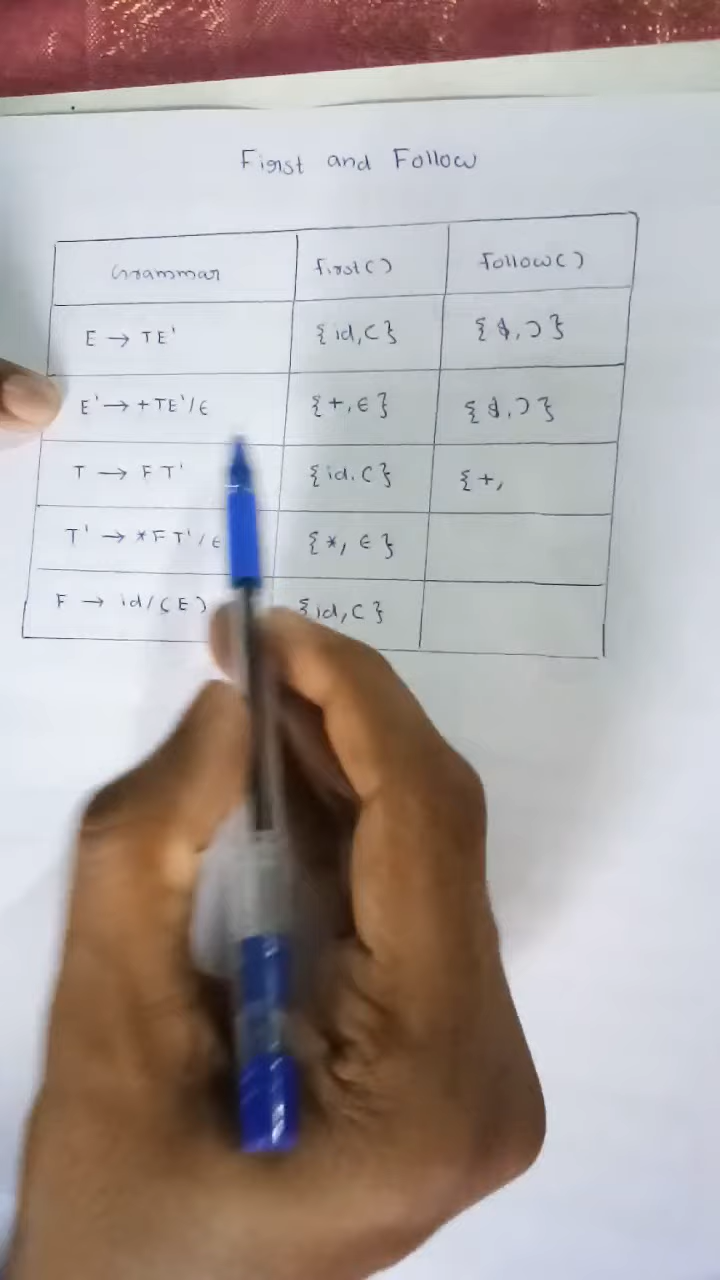 First and Follow
Grammar first() follow()
E → TE' {id,(} {$,)}
E' → +TE'/ε {+,ε} {$,)}
T → FT' {id,(} {+,
T' → *FT'/ε {*,ε}
F → id/(E) {id,(}